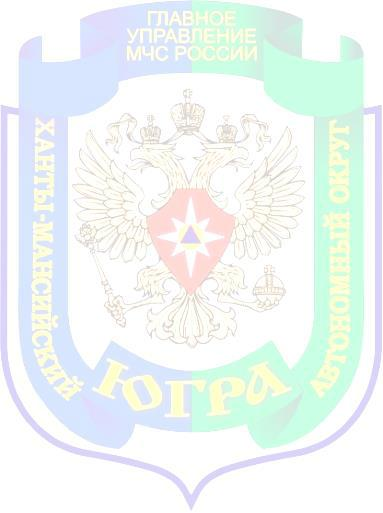 ГЛАВНОЕ
УПРАВЛЕНИЕ
МЧС РОССИИ
ХАНТЫ-МАНСИЙСКИЙ
АВТОНОМНЫЙ ОКРУГ
ЮГРА